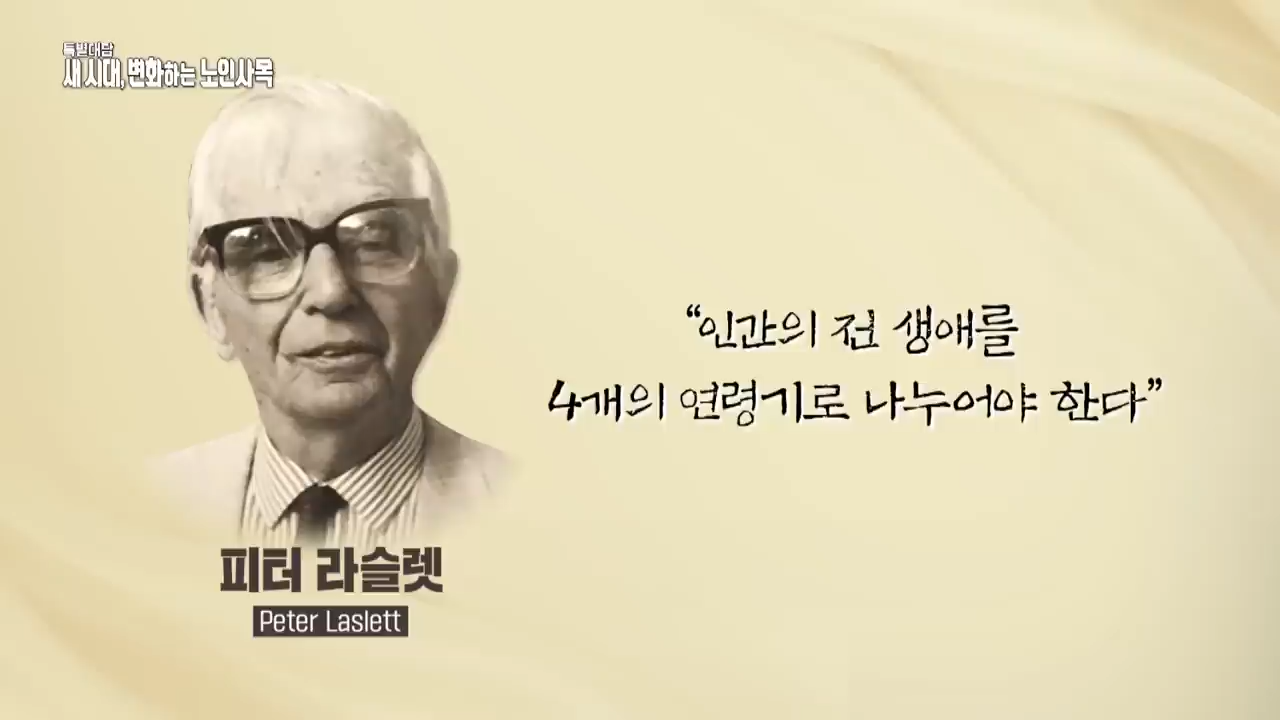 특별대담
새 시대, 변화하는 노인사목
“인간의 전 생애를
4개의 연령기로 나누어야 한다”
피터 라슬렛
Peter Laslett